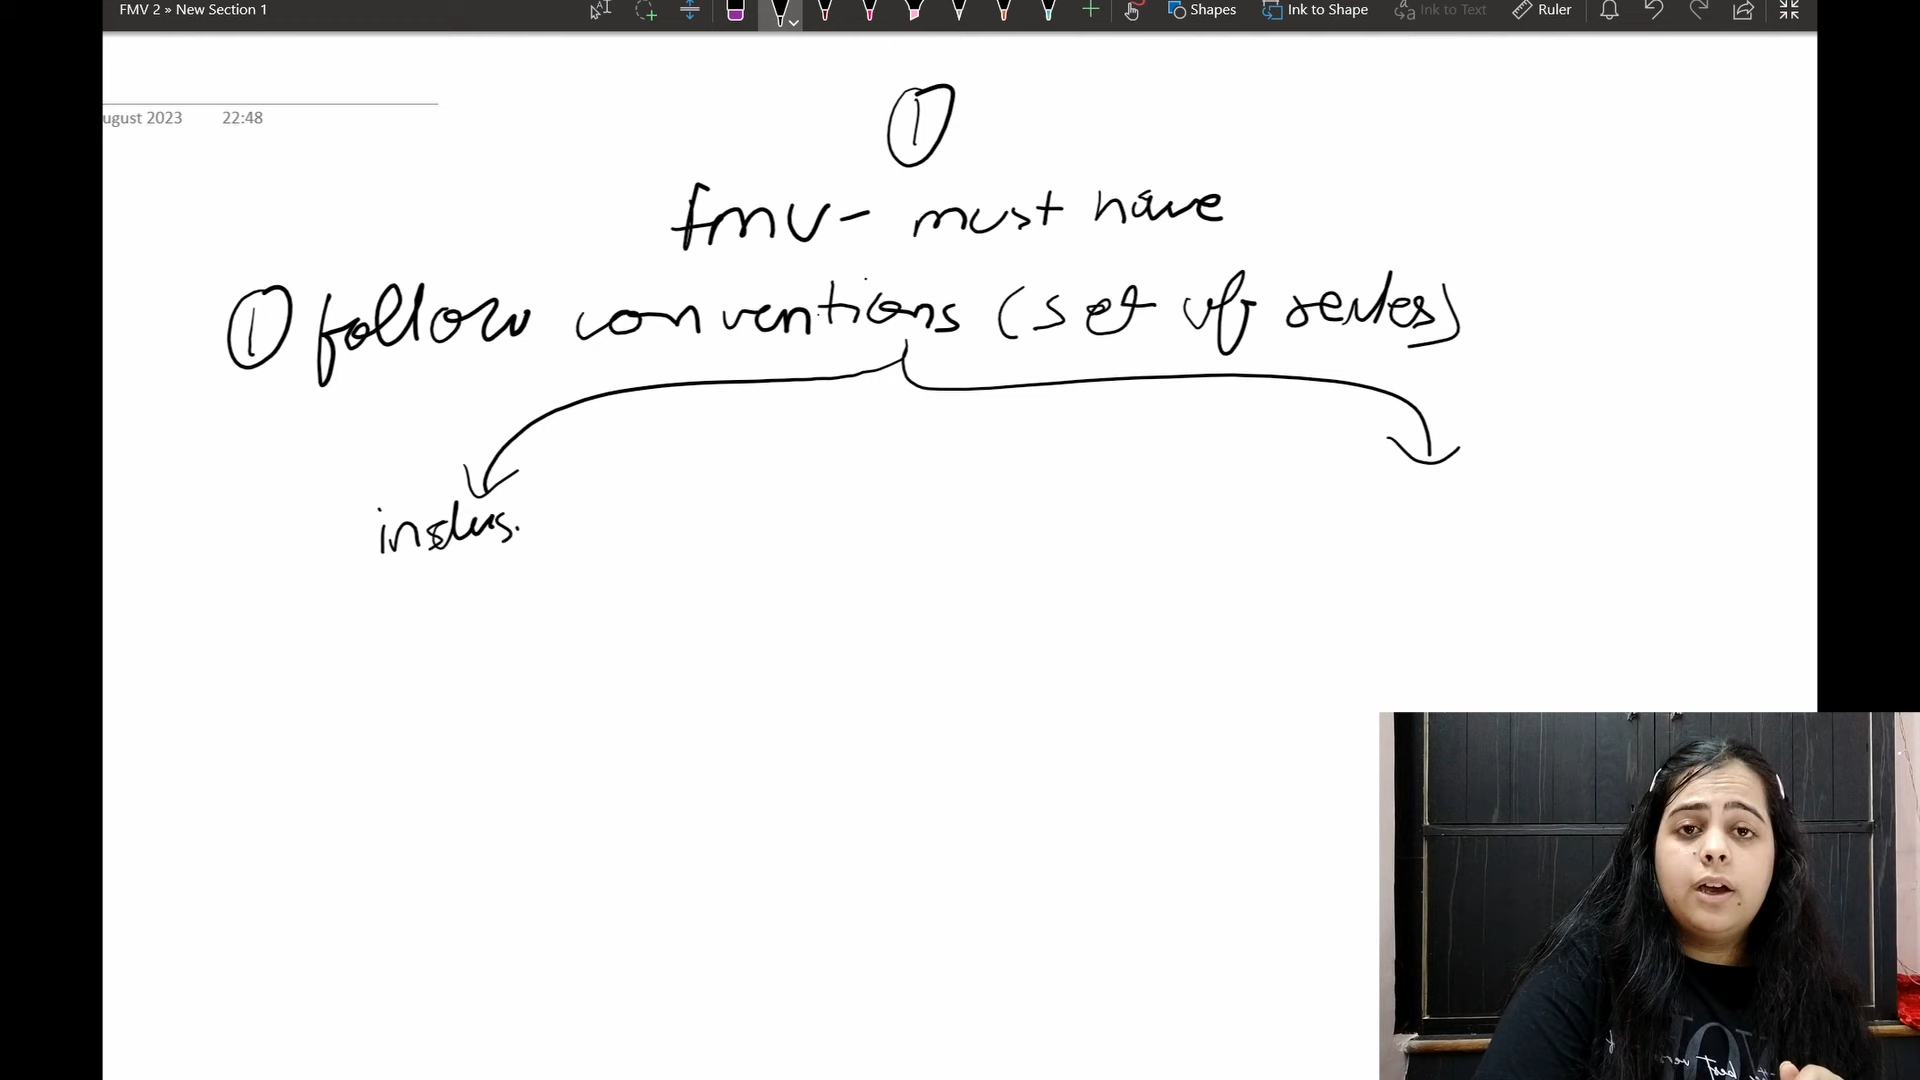 FMV 2 » New Section 1
Shapes
Ink to Shape
Ink to Text
Ruler
ugust 2023 22:48
①
fmv - must have
① follow conventions (set of rules)
indus.